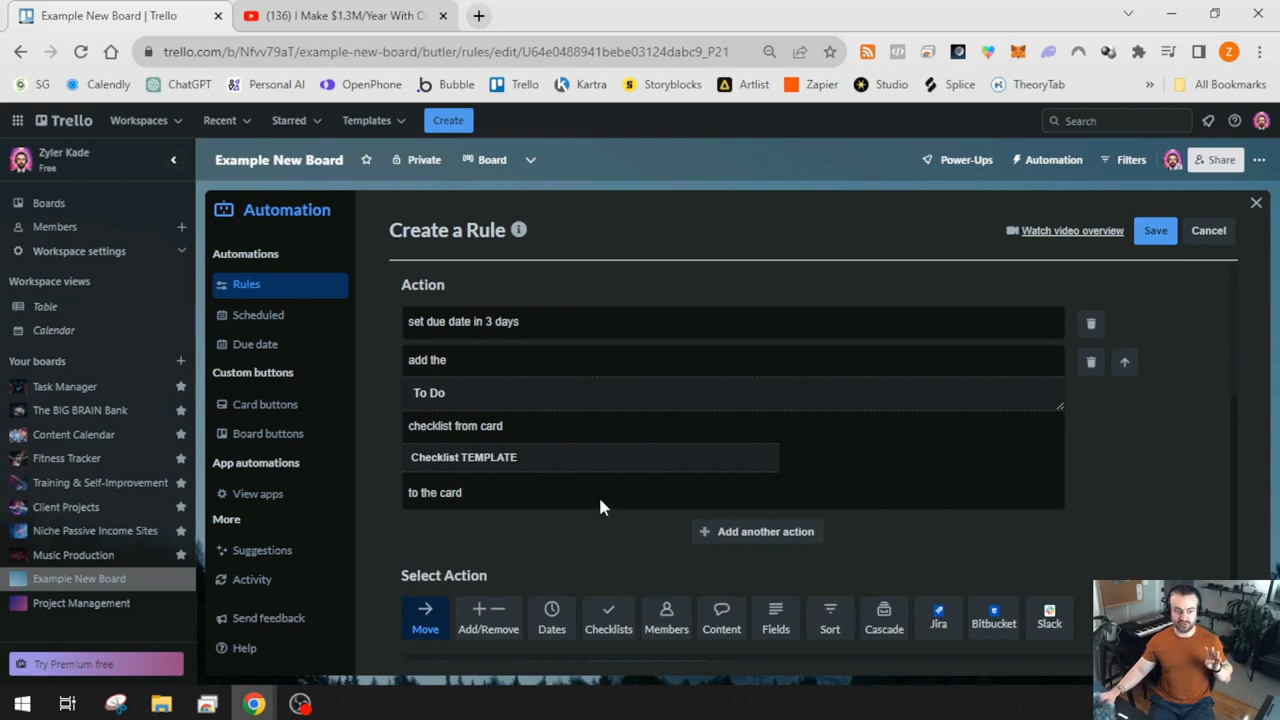 Example New Board | Trello
(136) I Make $1.3M/Year With O
trello.com/b/Nfvv79aT/example-new-board/butler/rules/edit/U64e0488941bebe03124dabc9_P21
SG
Calendly
ChatGPT
Personal AI
OpenPhone
Bubble
Trello
Kartra
Storyblocks
Artlist
Zapier
Studio
Splice
TheoryTab
All Bookmarks
Trello
Workspaces
Recent
Starred
Templates
Create
Search
Zyler Kade
Free
Example New Board
Private
Board
Power-Ups
Automation
Filters
Share
Boards
Members
Workspace settings
Workspace views
Table
Calendar
Your boards
Task Manager
The BIG BRAIN Bank
Content Calendar
Fitness Tracker
Training & Self-Improvement
Client Projects
Niche Passive Income Sites
Music Production
Example New Board
Project Management
Try Premium free
Automation
Automations
Rules
Scheduled
Due date
Custom buttons
Card buttons
Board buttons
App automations
View apps
More
Suggestions
Activity
Send feedback
Help
Create a Rule
Watch video overview
Save
Cancel
Action
set due date in 3 days
add the
To Do
checklist from card
Checklist TEMPLATE
to the card
Add another action
Select Action
Move
Add/Remove
Dates
Checklists
Members
Content
Fields
Sort
Cascade
Jira
Bitbucket
Slack